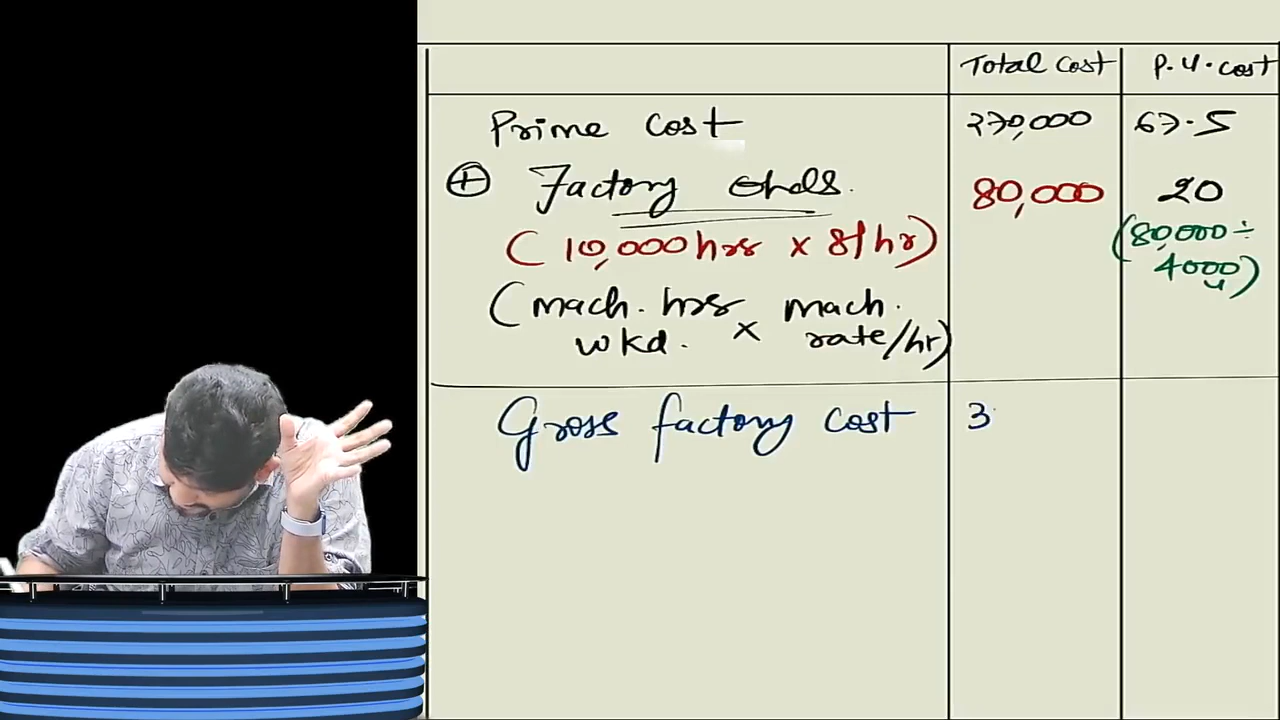 Total Cost P.U.cost
Prime Cost 270,000 67.5
+ Factory OHDS. 80,000 20
(10,000 hrs x 8/hr) (80,000 ÷
4000)
u
(mach. hrs x mach.
wkd. rate/hr)
Gross factory cost 3